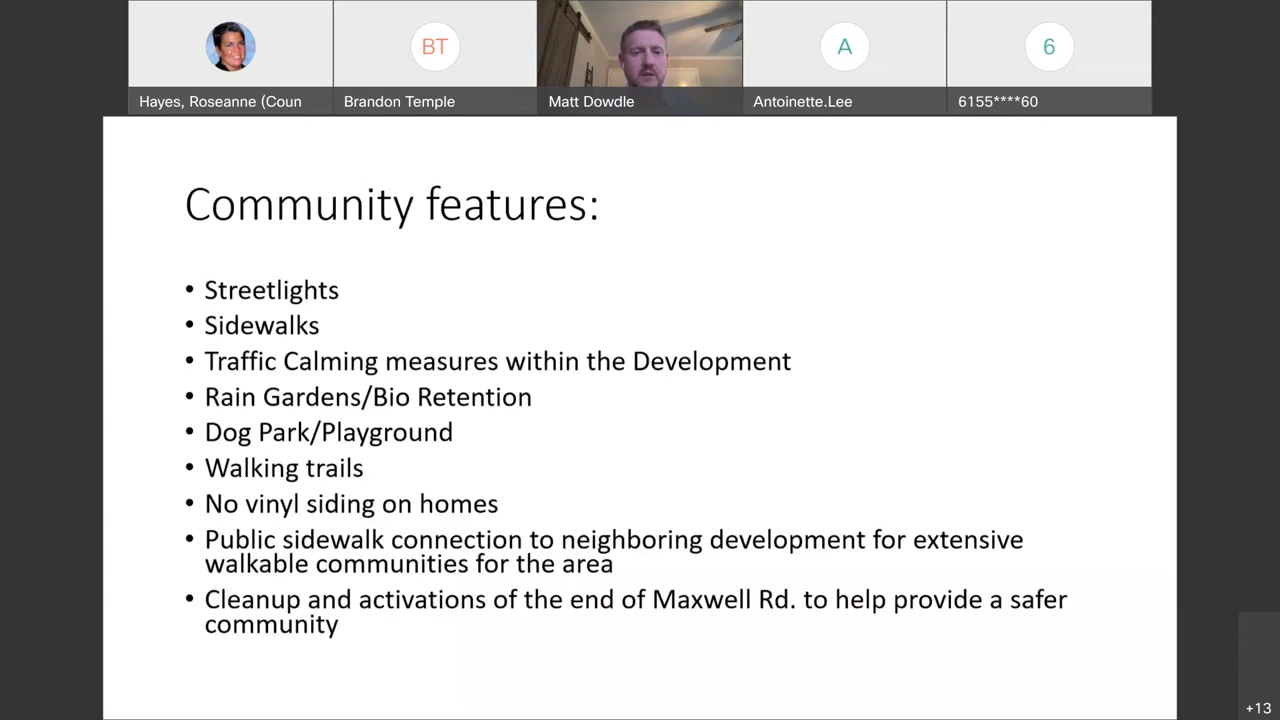 BT
A
6
Hayes, Roseanne (Coun
Brandon Temple
Matt Dowdle
Antoinette.Lee
6155****60
Community features:
• Streetlights
• Sidewalks
• Traffic Calming measures within the Development
• Rain Gardens/Bio Retention
• Dog Park/Playground
• Walking trails
• No vinyl siding on homes
• Public sidewalk connection to neighboring development for extensive
walkable communities for the area
• Cleanup and activations of the end of Maxwell Rd. to help provide a safer
community
+13